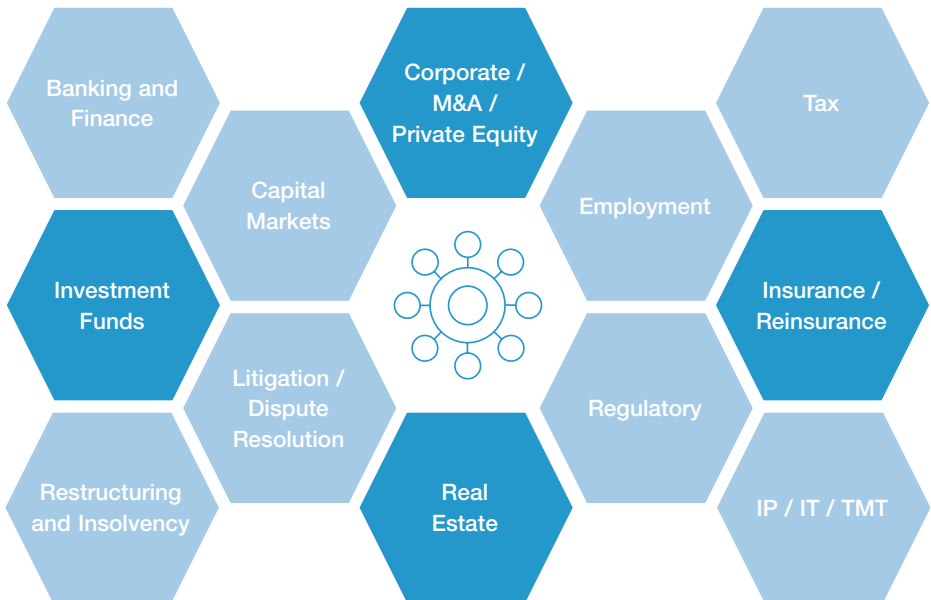 Banking and
Finance
Corporate /
M&A /
Private Equity
Tax
Capital
Markets
Employment
Investment
Funds
Insurance /
Reinsurance
Litigation /
Dispute
Resolution
Regulatory
Restructuring
and Insolvency
Real
Estate
IP / IT / TMT